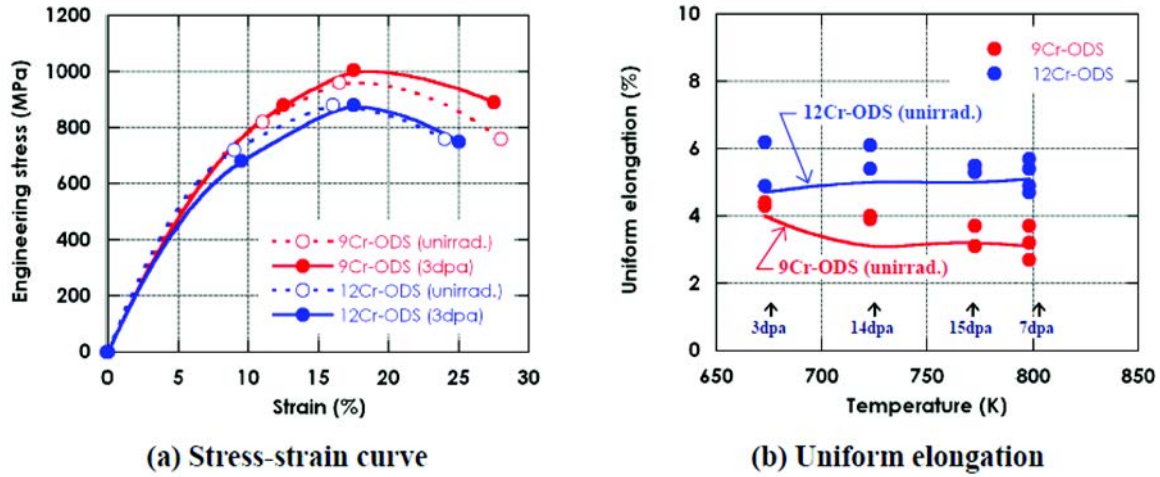 1200
1000
800
600
400
200
0
Engineering stress (MPa)
9Cr-ODS (unirrad.)
9Cr-ODS (3dpa)
12Cr-ODS (unirrad.)
12Cr-ODS (3dpa)
0 5 10 15 20 25 30
Strain (%)
(a) Stress-strain curve
10
8
6
4
2
0
Uniform elongation (%)
9Cr-ODS
12Cr-ODS
12Cr-ODS (unirrad.)
9Cr-ODS (unirrad.)
3dpa 14dpa 15dpa 7dpa
650 700 750 800 850
Temperature (K)
(b) Uniform elongation